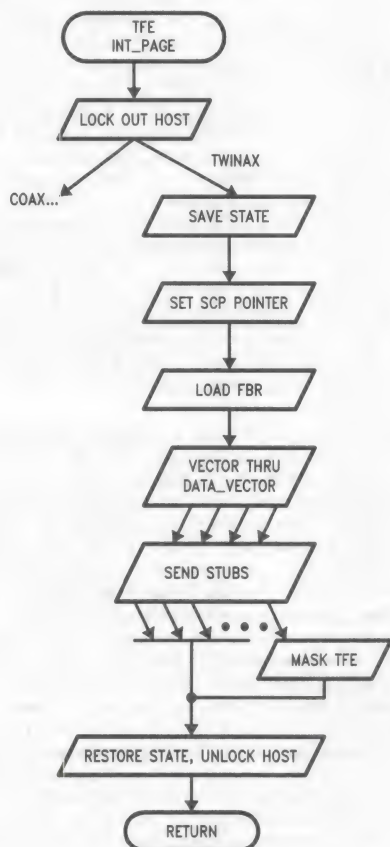 TFE
INT_PAGE
LOCK OUT HOST
TWINAX
COAX...
SAVE STATE
SET SCP POINTER
LOAD FBR
VECTOR THRU
DATA_VECTOR
SEND STUBS
MASK TFE
RESTORE STATE, UNLOCK HOST
RETURN